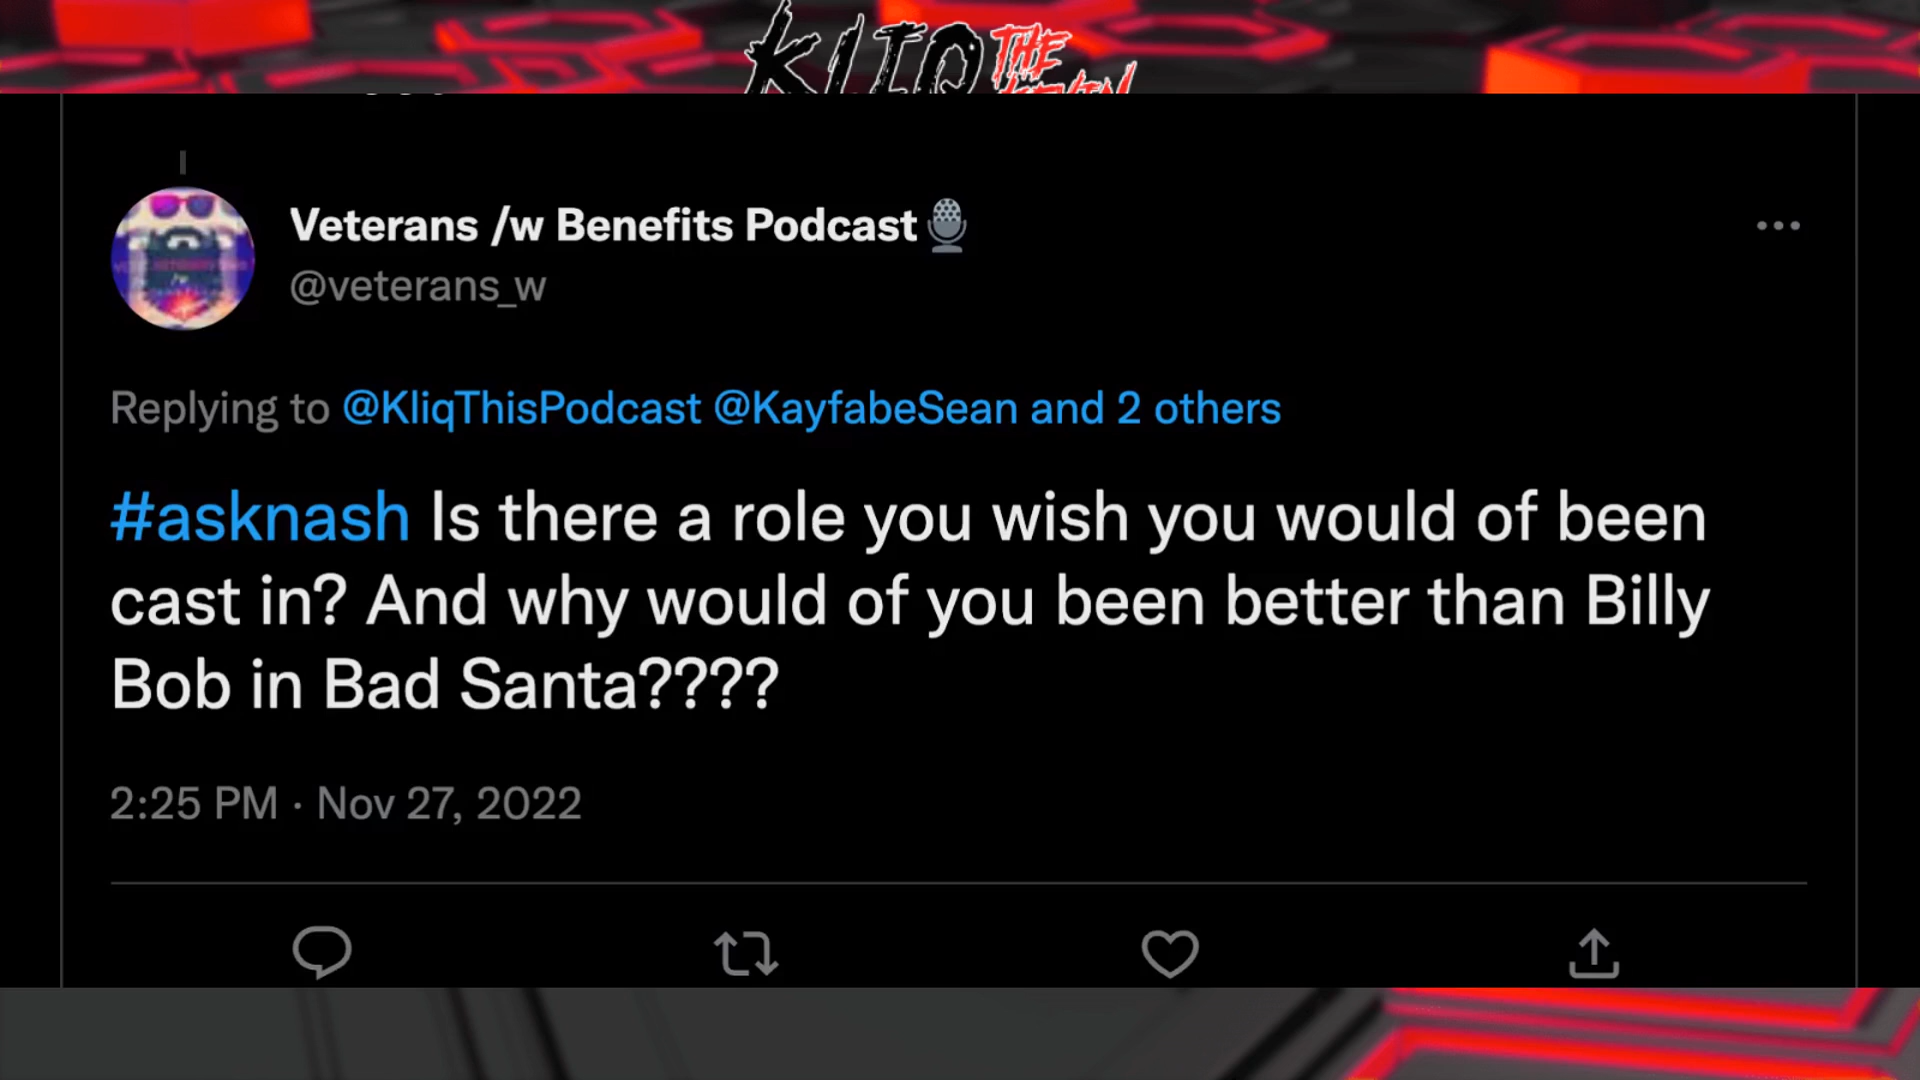 KLIQ THE
Veterans /w Benefits Podcast
@veterans_w
Replying to @KliqThisPodcast @KayfabeSean and 2 others
#asknash Is there a role you wish you would of been
cast in? And why would of you been better than Billy
Bob in Bad Santa????
2:25 PM · Nov 27, 2022